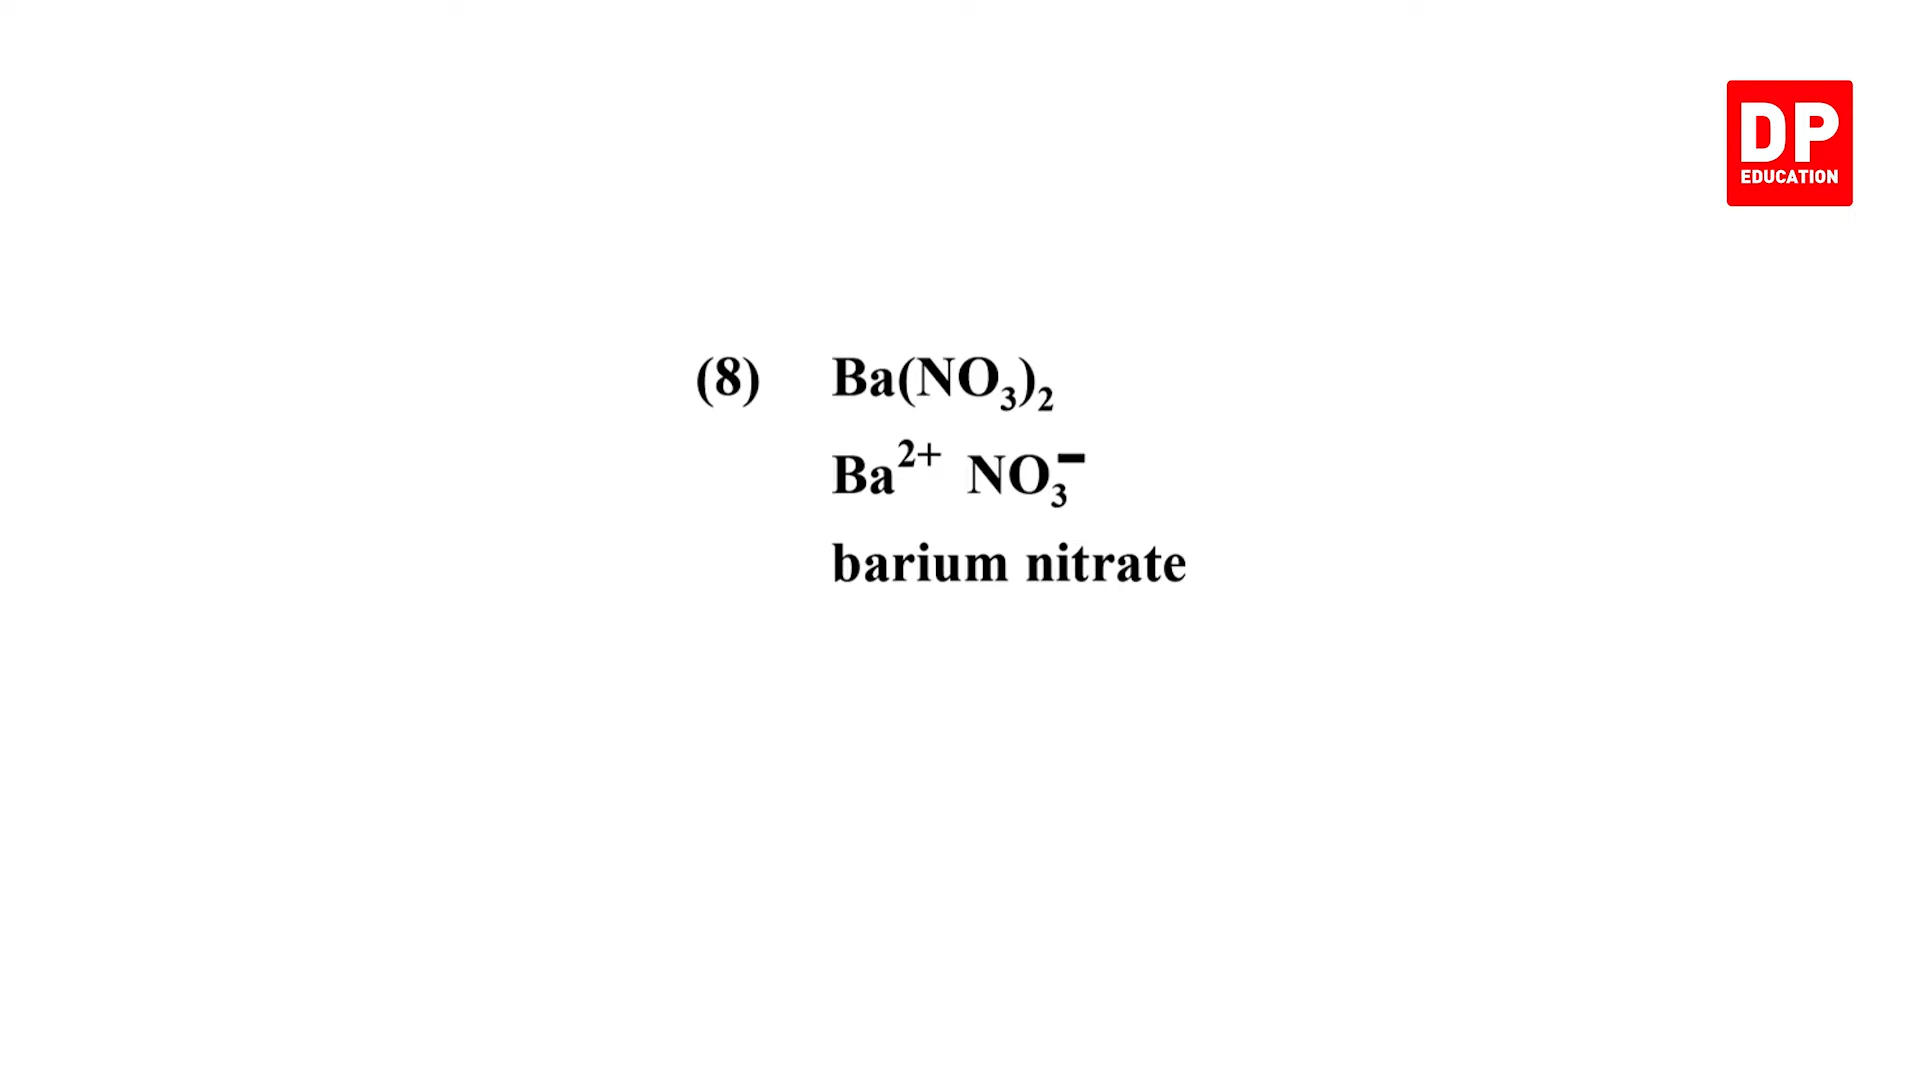 DP
EDUCATION
(8) Ba(NO₃)₂
Ba²⁺ NO₃⁻
barium nitrate